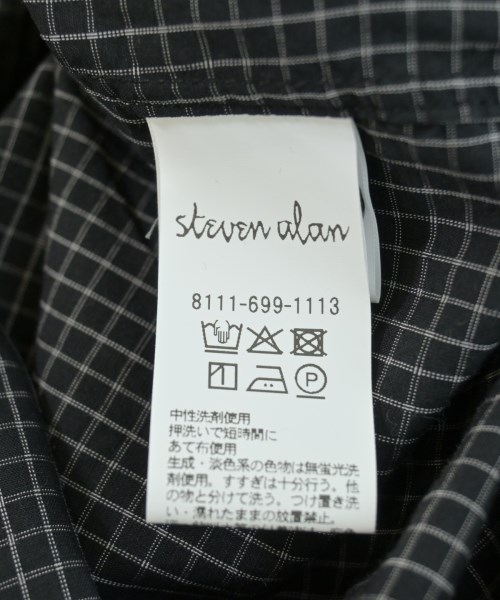 steven alan
8111-699-1113
P
中性洗剤使用
押洗いで短時間に
あて布使用
生成・淡色系の色物は無蛍光洗
剤使用。すすぎは十分行う。他
の物と分けて洗う。つけ置き洗
い、濡れたままの放置禁止。